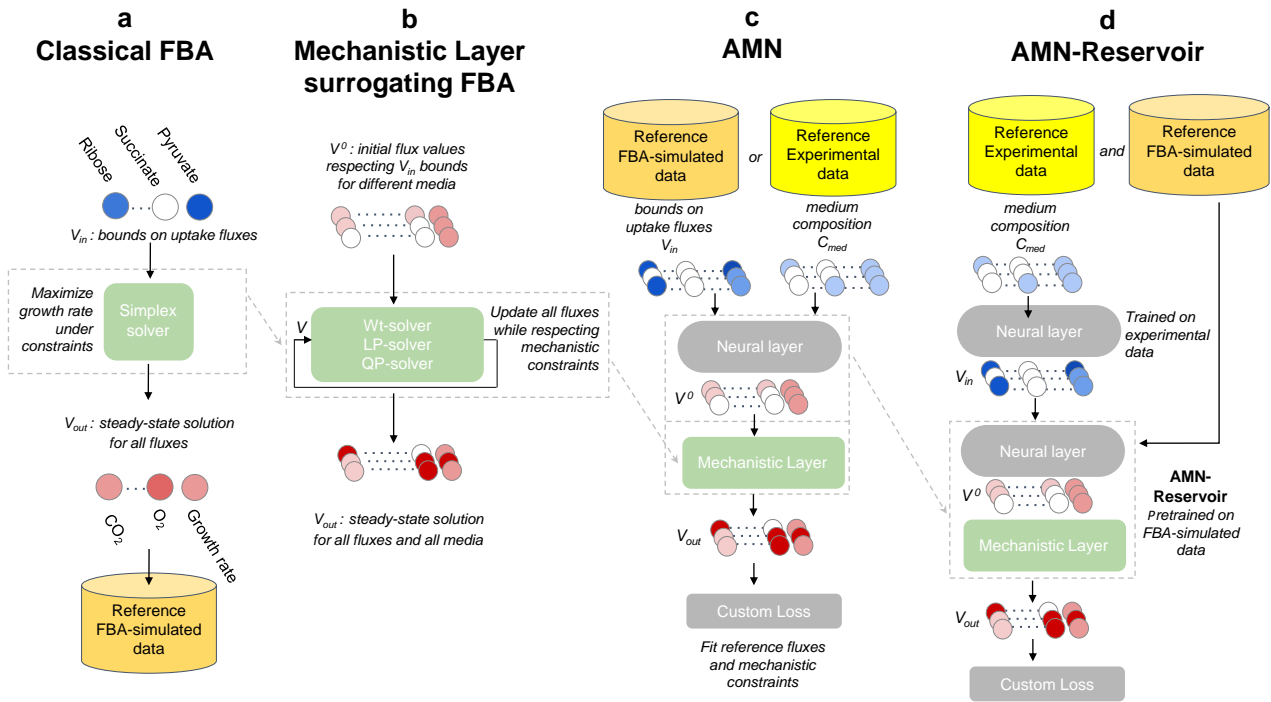 a
Classical FBA
Ribose
Succinate
Pyruvate
V_in : bounds on uptake fluxes
Maximize
growth rate
under
constraints
Simplex
solver
V_out : steady-state solution
for all fluxes
CO2
O2
Growth rate
Reference
FBA-simulated
data
b
Mechanistic Layer
surrogating FBA
V⁰ : initial flux values
respecting V_in bounds
for different media
V
Wt-solver
LP-solver
QP-solver
Update all fluxes
while respecting
mechanistic
constraints
V_out : steady-state solution
for all fluxes and all media
c
AMN
Reference
FBA-simulated
data
or
Reference
Experimental
data
bounds on
uptake fluxes
V_in
medium
composition
C_med
Neural layer
V⁰
Mechanistic Layer
V_out
Custom Loss
Fit reference fluxes
and mechanistic
constraints
d
AMN-Reservoir
Reference
Experimental
data
and
Reference
FBA-simulated
data
medium
composition
C_med
Neural layer
Trained on
experimental
data
V_in
Neural layer
V⁰
Mechanistic Layer
AMN-
Reservoir
Pretrained on
FBA-simulated
data
V_out
Custom Loss